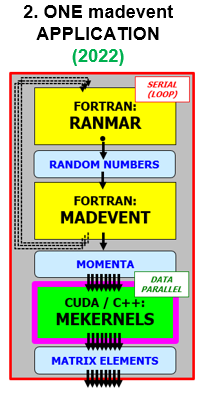 2. ONE madevent
APPLICATION
(2022)
SERIAL
(LOOP)
FORTRAN:
RANMAR
RANDOM NUMBERS
FORTRAN:
MADEVENT
MOMENTA
DATA
PARALLEL
CUDA / C++:
MEKERNELS
MATRIX ELEMENTS